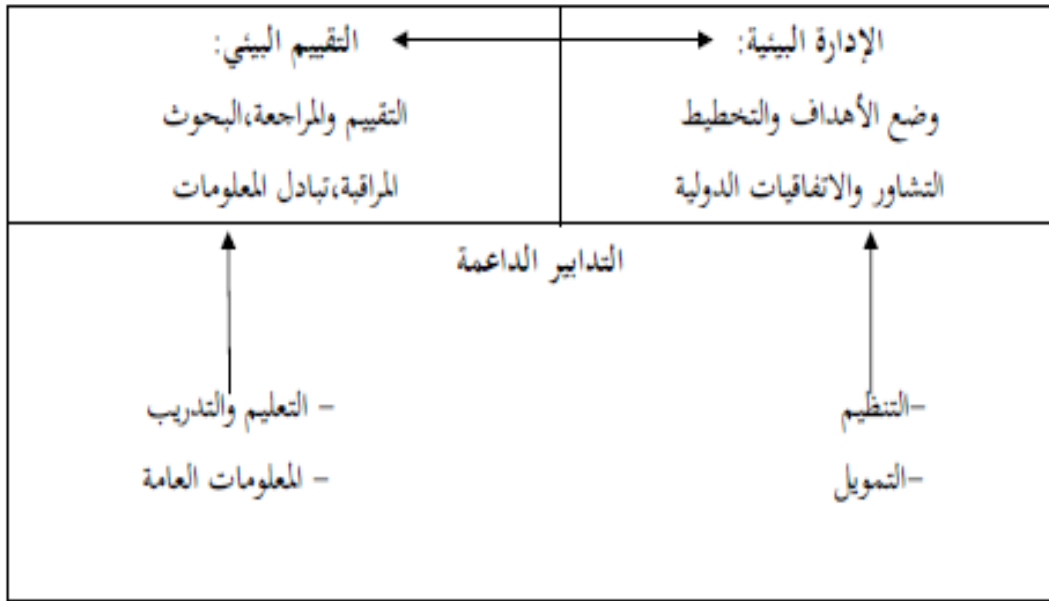 الإدارة البيئية:
وضع الأهداف والتخطيط
التشاور والاتفاقيات الدولية
التقييم البيئي:
التقييم والمراجعة،البحوث
المراقبة،تبادل المعلومات
التدابير الداعمة
-التنظيم
-التمويل
- التعليم والتدريب
- المعلومات العامة